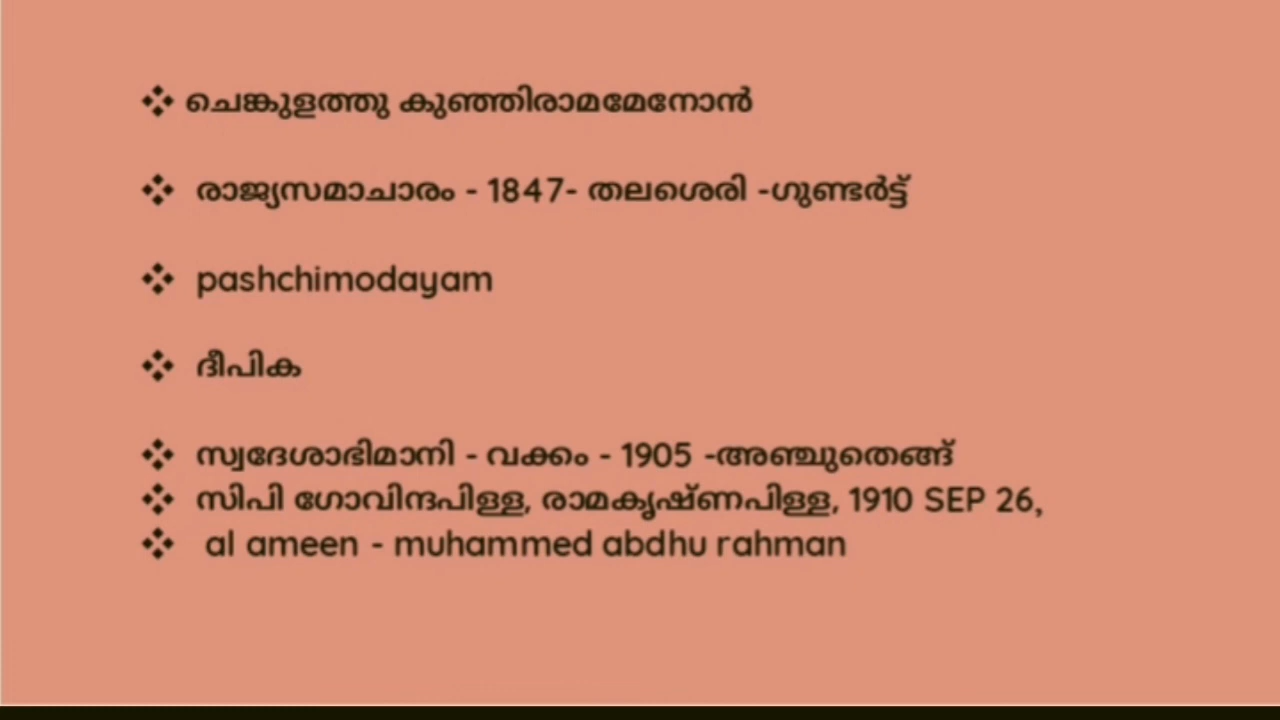 ❖ ചെങ്കുളത്തു കുഞ്ഞിരാമമേനോൻ
❖ രാജ്യസമാചാരം - 1847- തലശെരി -ഗുണ്ടർട്ട്
❖ pashchimodayam
❖ ദീപിക
❖ സ്വദേശാഭിമാനി - വക്കം - 1905 -അഞ്ചുതെങ്ങ്
❖ സിപി ഗോവിന്ദപിള്ള, രാമകൃഷ്ണപിള്ള, 1910 SEP 26,
❖ al ameen - muhammed abdhu rahman